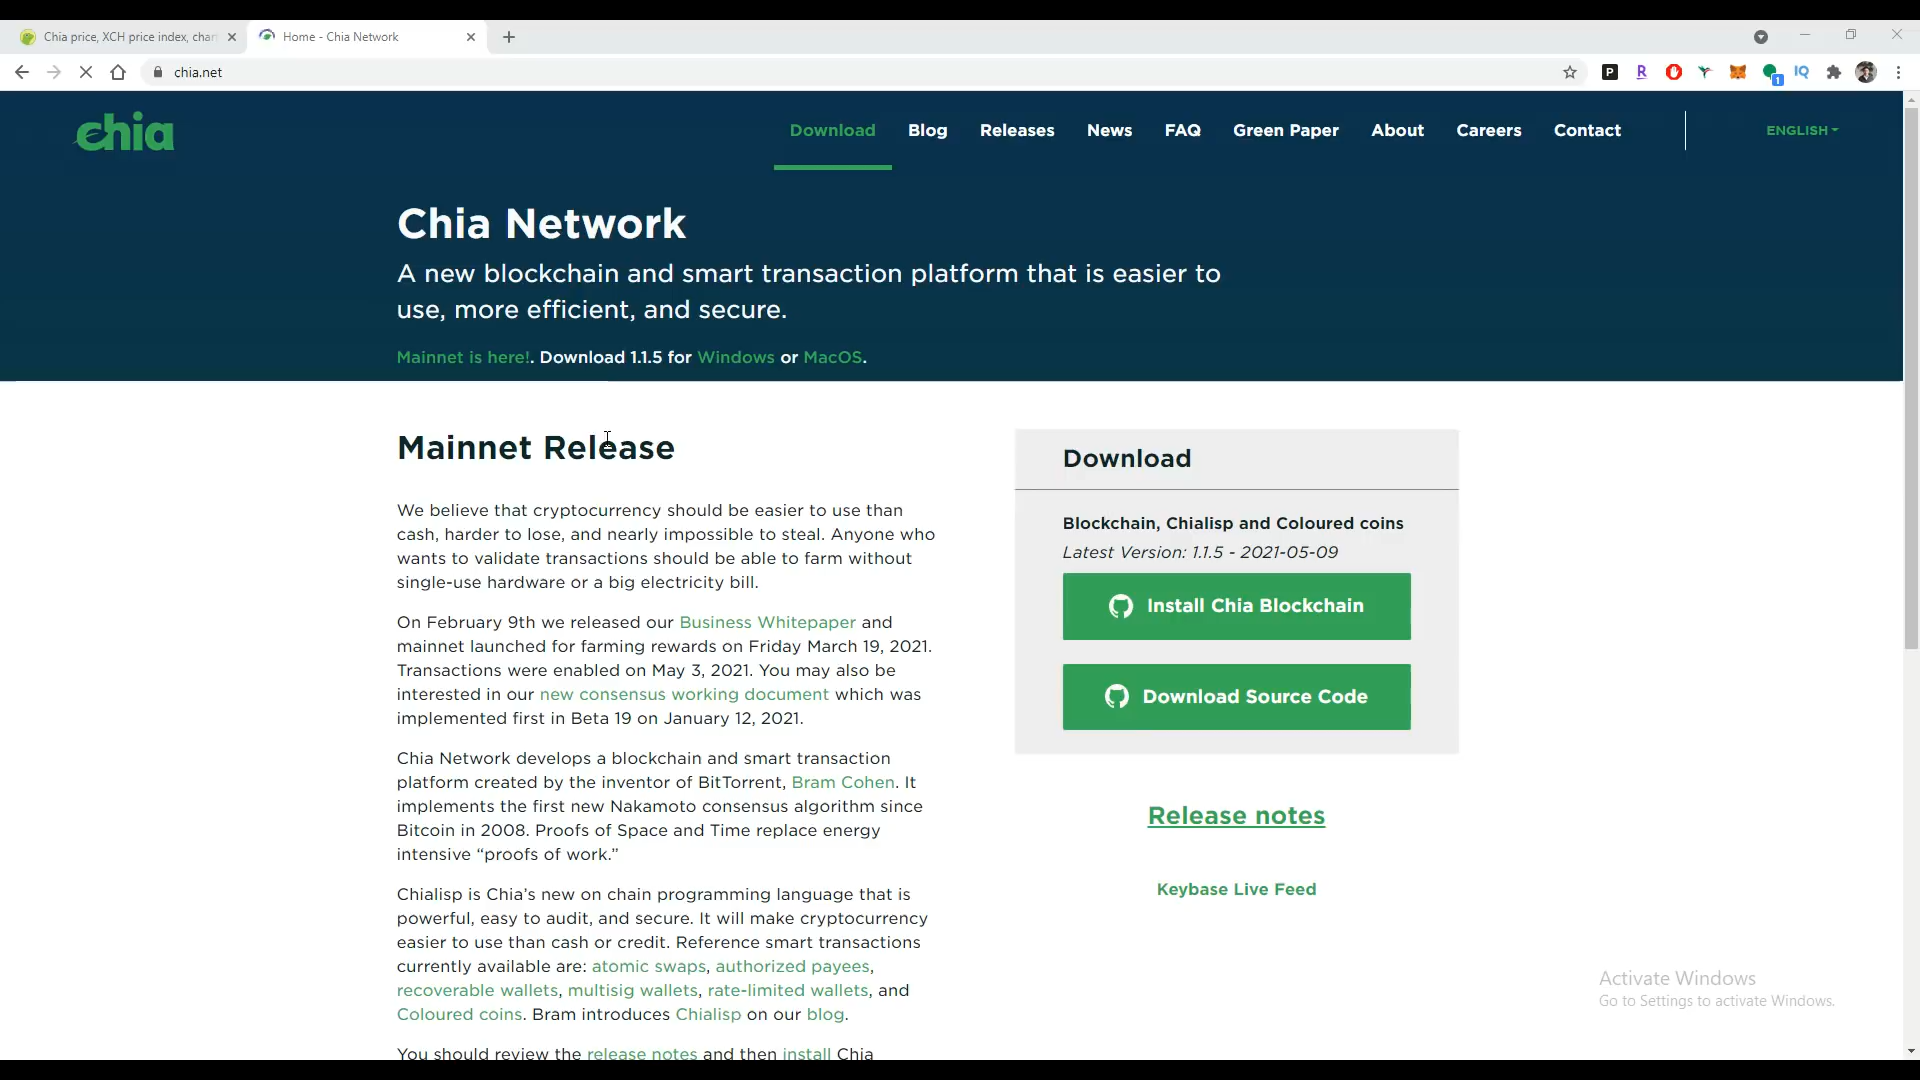 Chia price, XCH price index, char
Home - Chia Network
chia.net
chia
Download
Blog
Releases
News
FAQ
Green Paper
About
Careers
Contact
ENGLISH
Chia Network
A new blockchain and smart transaction platform that is easier to
use, more efficient, and secure.
Mainnet is here!. Download 1.1.5 for Windows or MacOS.
Mainnet Release
We believe that cryptocurrency should be easier to use than
cash, harder to lose, and nearly impossible to steal. Anyone who
wants to validate transactions should be able to farm without
single-use hardware or a big electricity bill.
On February 9th we released our Business Whitepaper and
mainnet launched for farming rewards on Friday March 19, 2021.
Transactions were enabled on May 3, 2021. You may also be
interested in our new consensus working document which was
implemented first in Beta 19 on January 12, 2021.
Chia Network develops a blockchain and smart transaction
platform created by the inventor of BitTorrent, Bram Cohen. It
implements the first new Nakamoto consensus algorithm since
Bitcoin in 2008. Proofs of Space and Time replace energy
intensive “proofs of work.”
Chialisp is Chia’s new on chain programming language that is
powerful, easy to audit, and secure. It will make cryptocurrency
easier to use than cash or credit. Reference smart transactions
currently available are: atomic swaps, authorized payees,
recoverable wallets, multisig wallets, rate-limited wallets, and
Coloured coins. Bram introduces Chialisp on our blog.
You should review the release notes and then install Chia
Download
Blockchain, Chialisp and Coloured coins
Latest Version: 1.1.5 - 2021-05-09
Install Chia Blockchain
Download Source Code
Release notes
Keybase Live Feed
Activate Windows
Go to Settings to activate Windows.
P
R
1
IQ